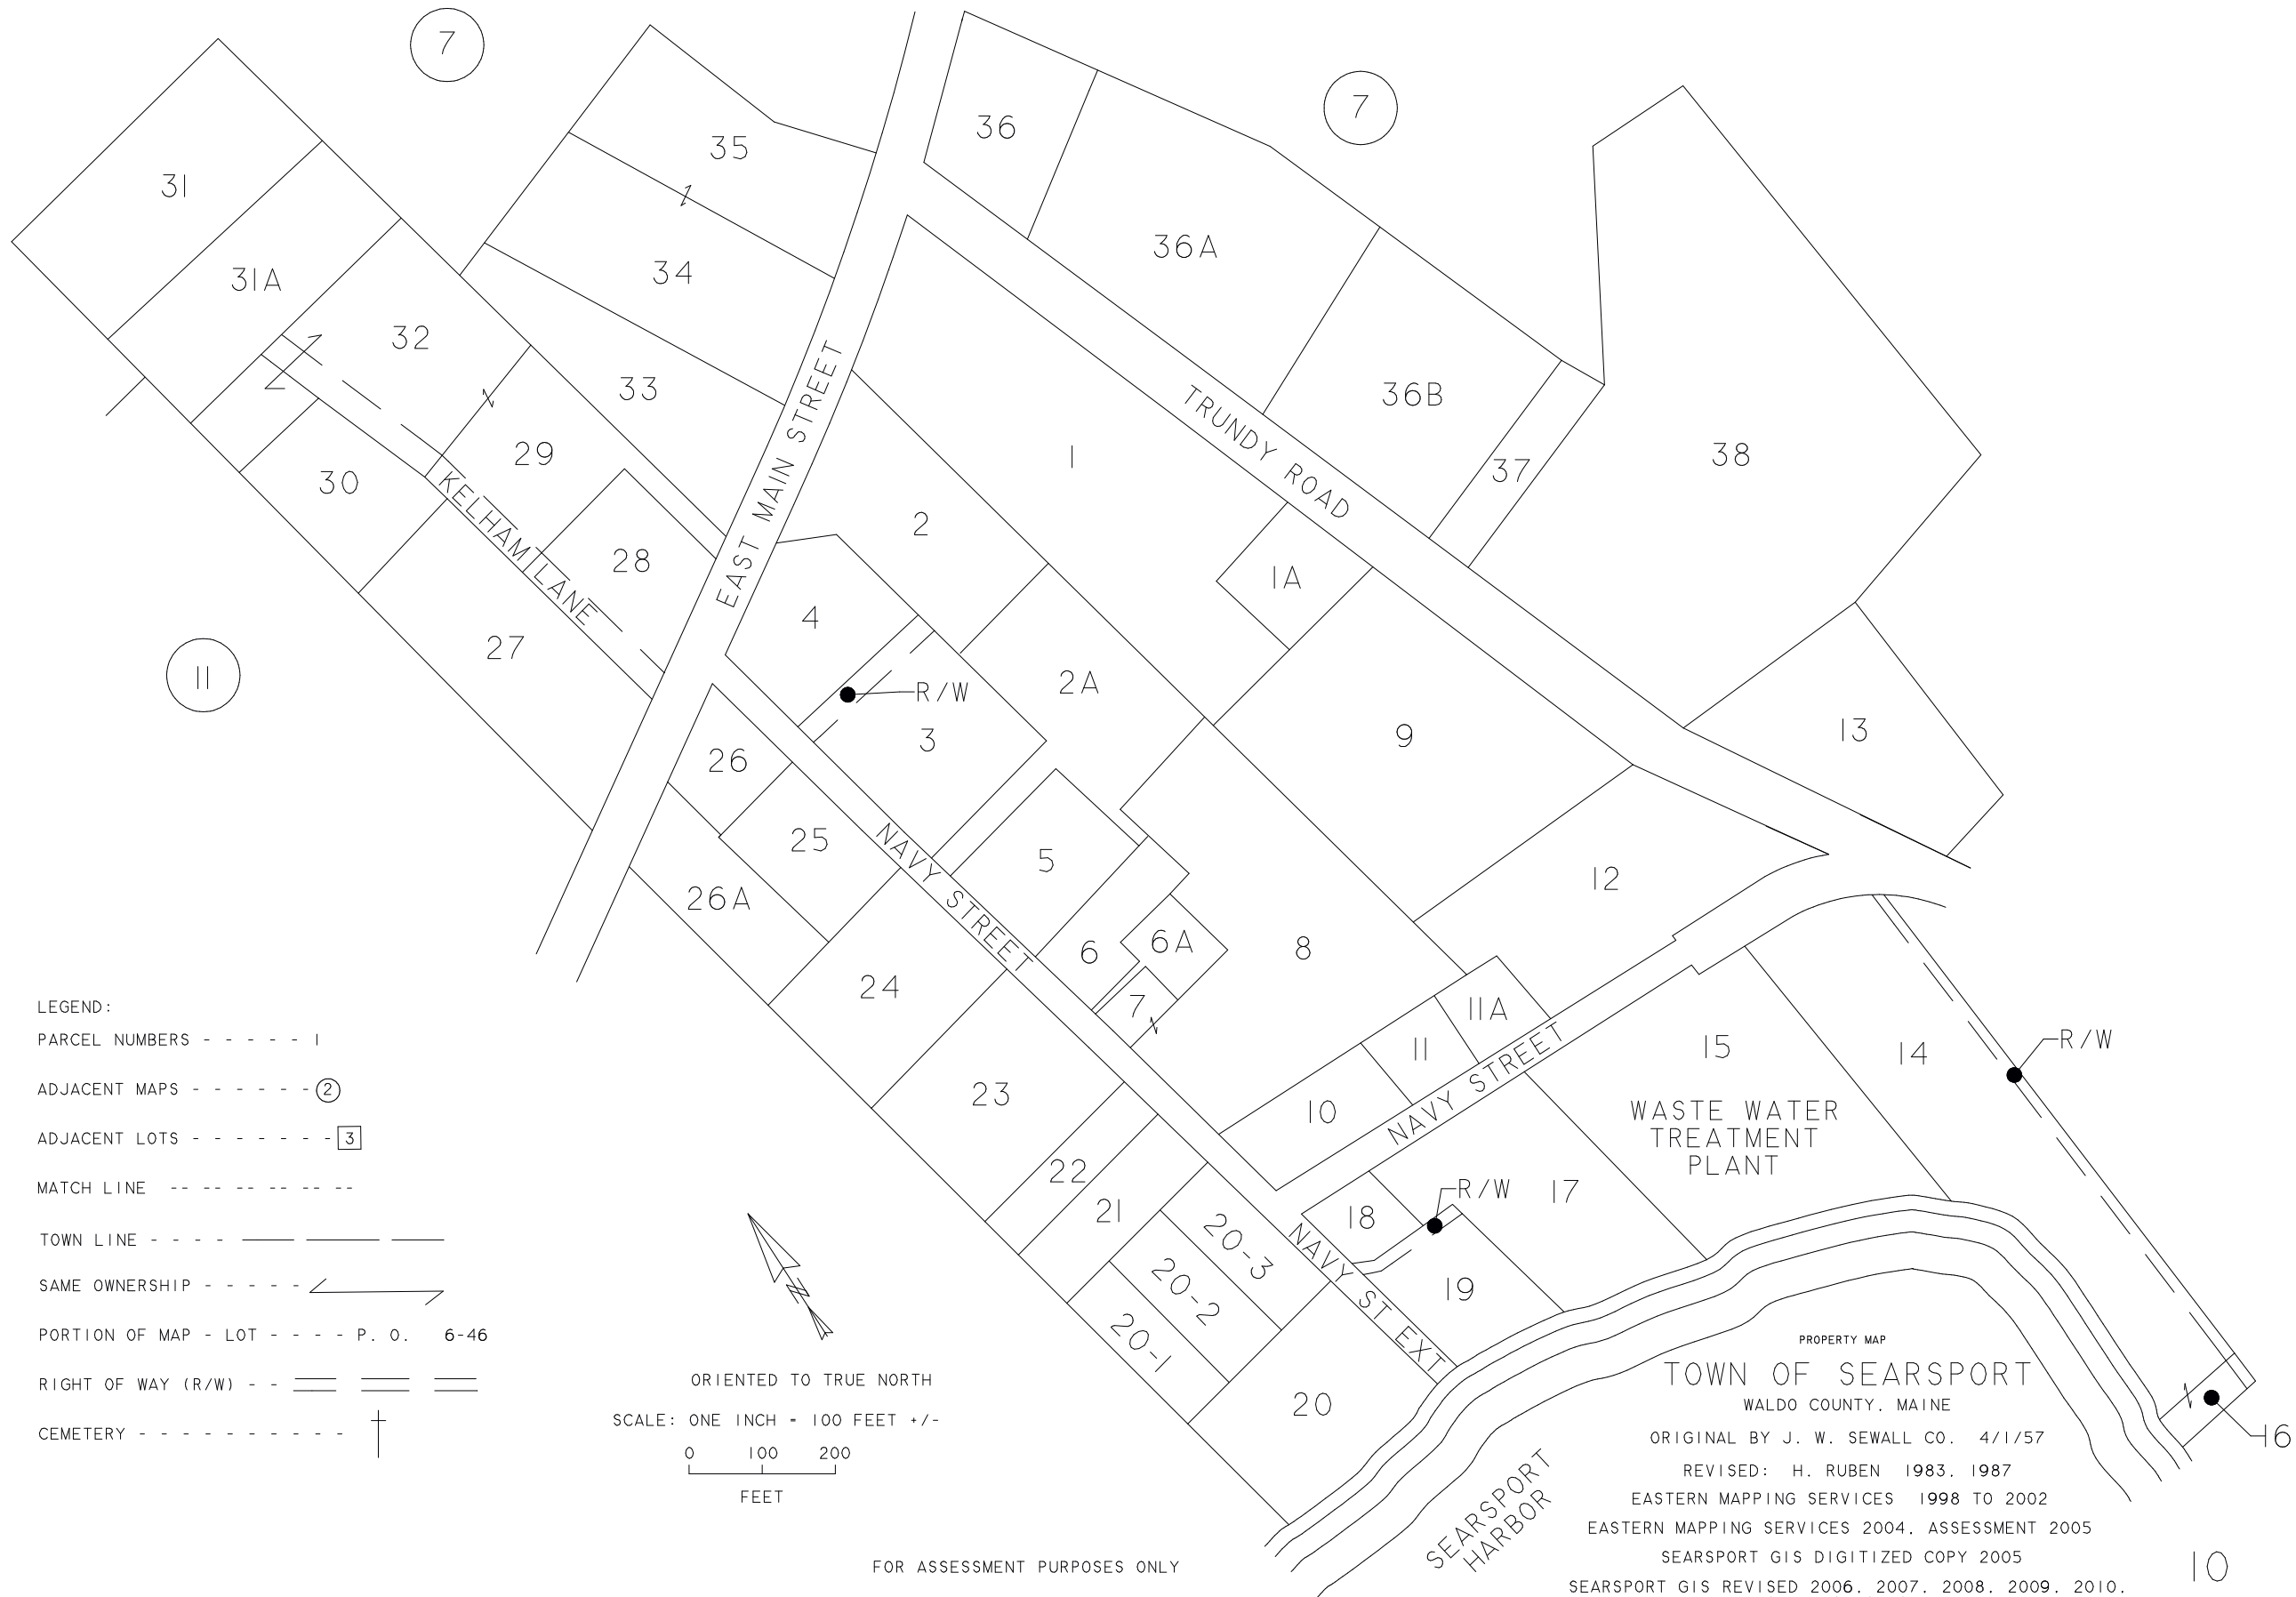 7
7
31
35
36
36A
31A
34
32
33
36B
38
1
37
29
30
2
28
1A
4
27
2A
R/W
9
13
3
26
25
5
12
26A
6A
8
6
24
7
11A
11
15
14
R/W
23
10
22
18
17
21
20-3
20-2
20-1
R/W
19
20
16
11
EAST MAIN STREET
TRUNDY ROAD
KELHAM LANE
NAVY STREET
NAVY STREET
NAVY ST EXT
WASTE WATER
TREATMENT
PLANT
SEARSPORT
HARBOR
LEGEND:
PARCEL NUMBERS - - - - - 1
ADJACENT MAPS - - - - - - 2
ADJACENT LOTS - - - - - - - 3
MATCH LINE -- -- -- -- -- --
TOWN LINE - - - -
SAME OWNERSHIP - - - - -
PORTION OF MAP - LOT - - - - P. O. 6-46
RIGHT OF WAY (R/W) - -
CEMETERY - - - - - - - - - -
N
ORIENTED TO TRUE NORTH
SCALE: ONE INCH = 100 FEET +/-
0 100 200
FEET
FOR ASSESSMENT PURPOSES ONLY
PROPERTY MAP
TOWN OF SEARSPORT
WALDO COUNTY. MAINE
ORIGINAL BY J. W. SEWALL CO. 4/1/57
REVISED: H. RUBEN 1983. 1987
EASTERN MAPPING SERVICES 1998 TO 2002
EASTERN MAPPING SERVICES 2004. ASSESSMENT 2005
SEARSPORT GIS DIGITIZED COPY 2005
SEARSPORT GIS REVISED 2006. 2007. 2008. 2009. 2010.
10